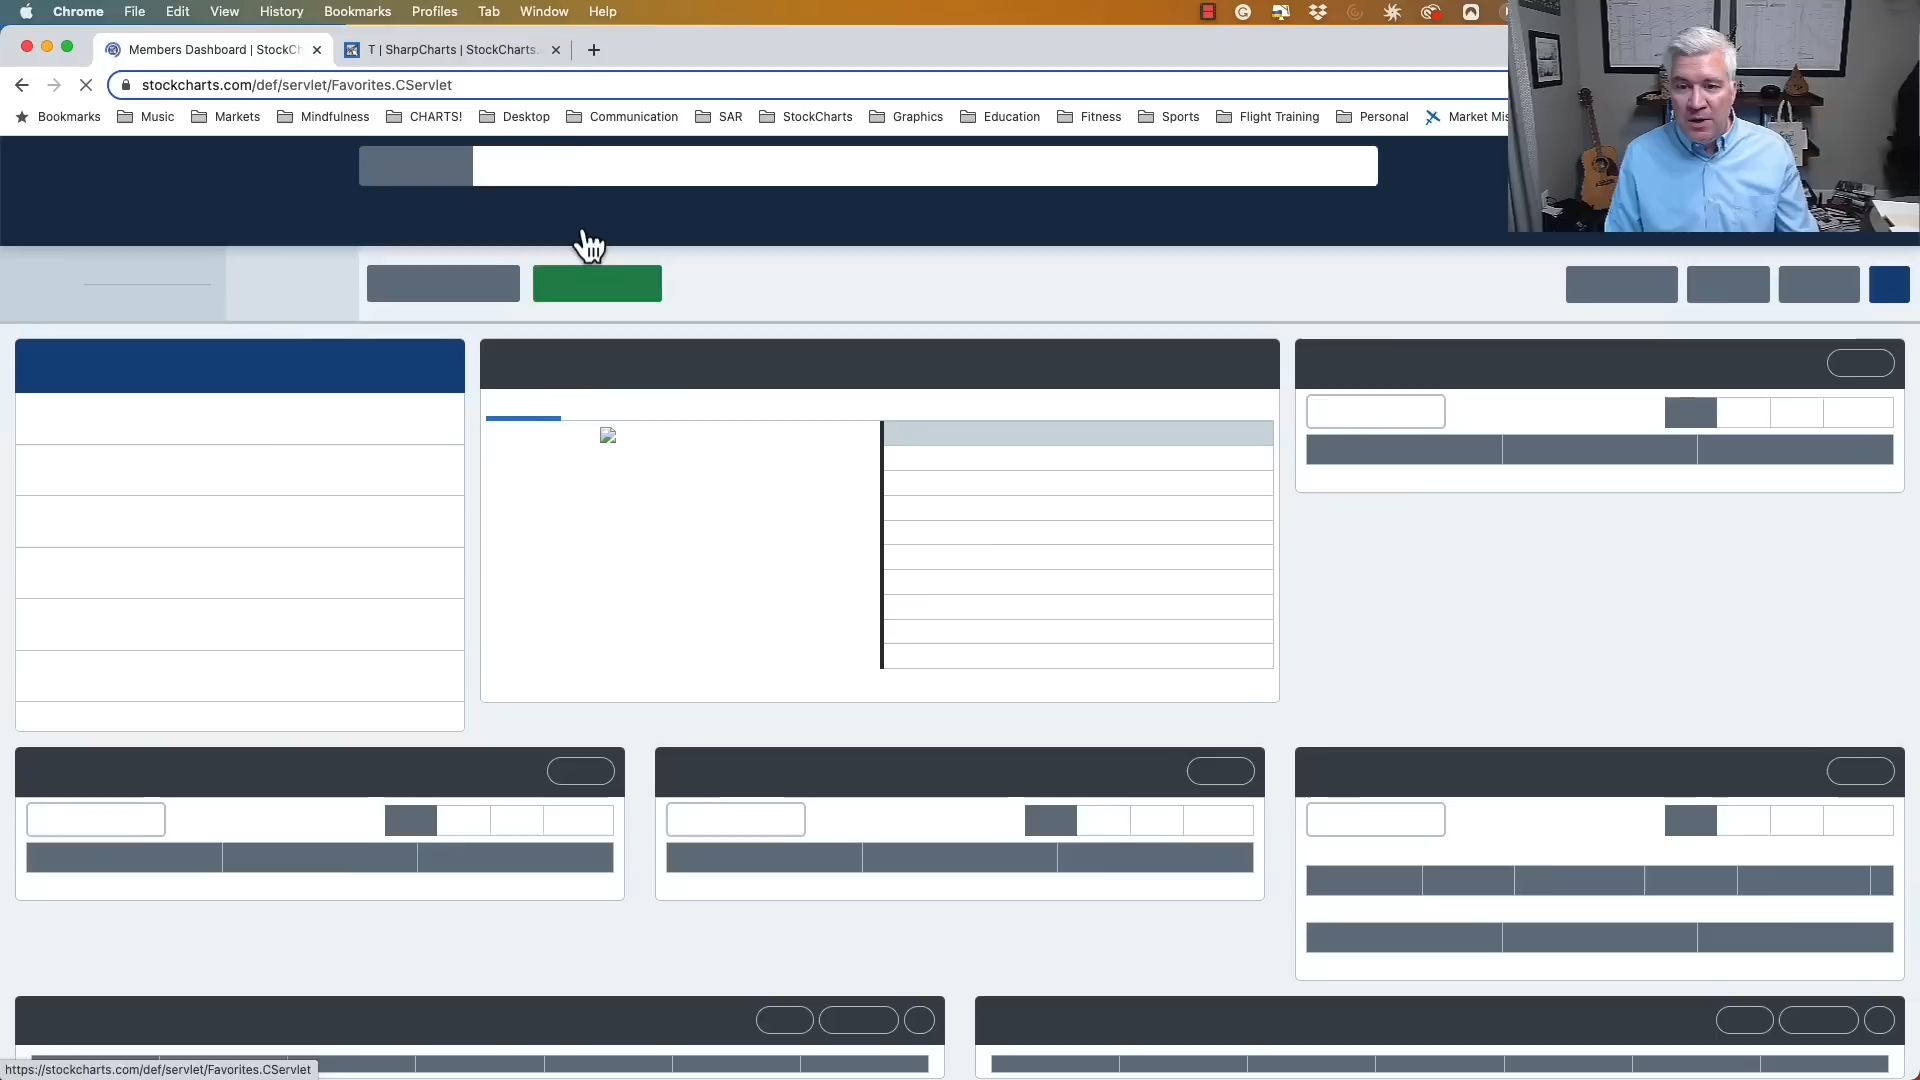 Chrome File Edit View History Bookmarks Profiles Tab Window Help
Members Dashboard | StockCh
T | SharpCharts | StockCharts.
stockcharts.com/def/servlet/Favorites.CServlet
Bookmarks Music Markets Mindfulness CHARTS! Desktop Communication SAR StockCharts Graphics Education Fitness Sports Flight Training Personal Market Mis
https://stockcharts.com/def/servlet/Favorites.CServlet